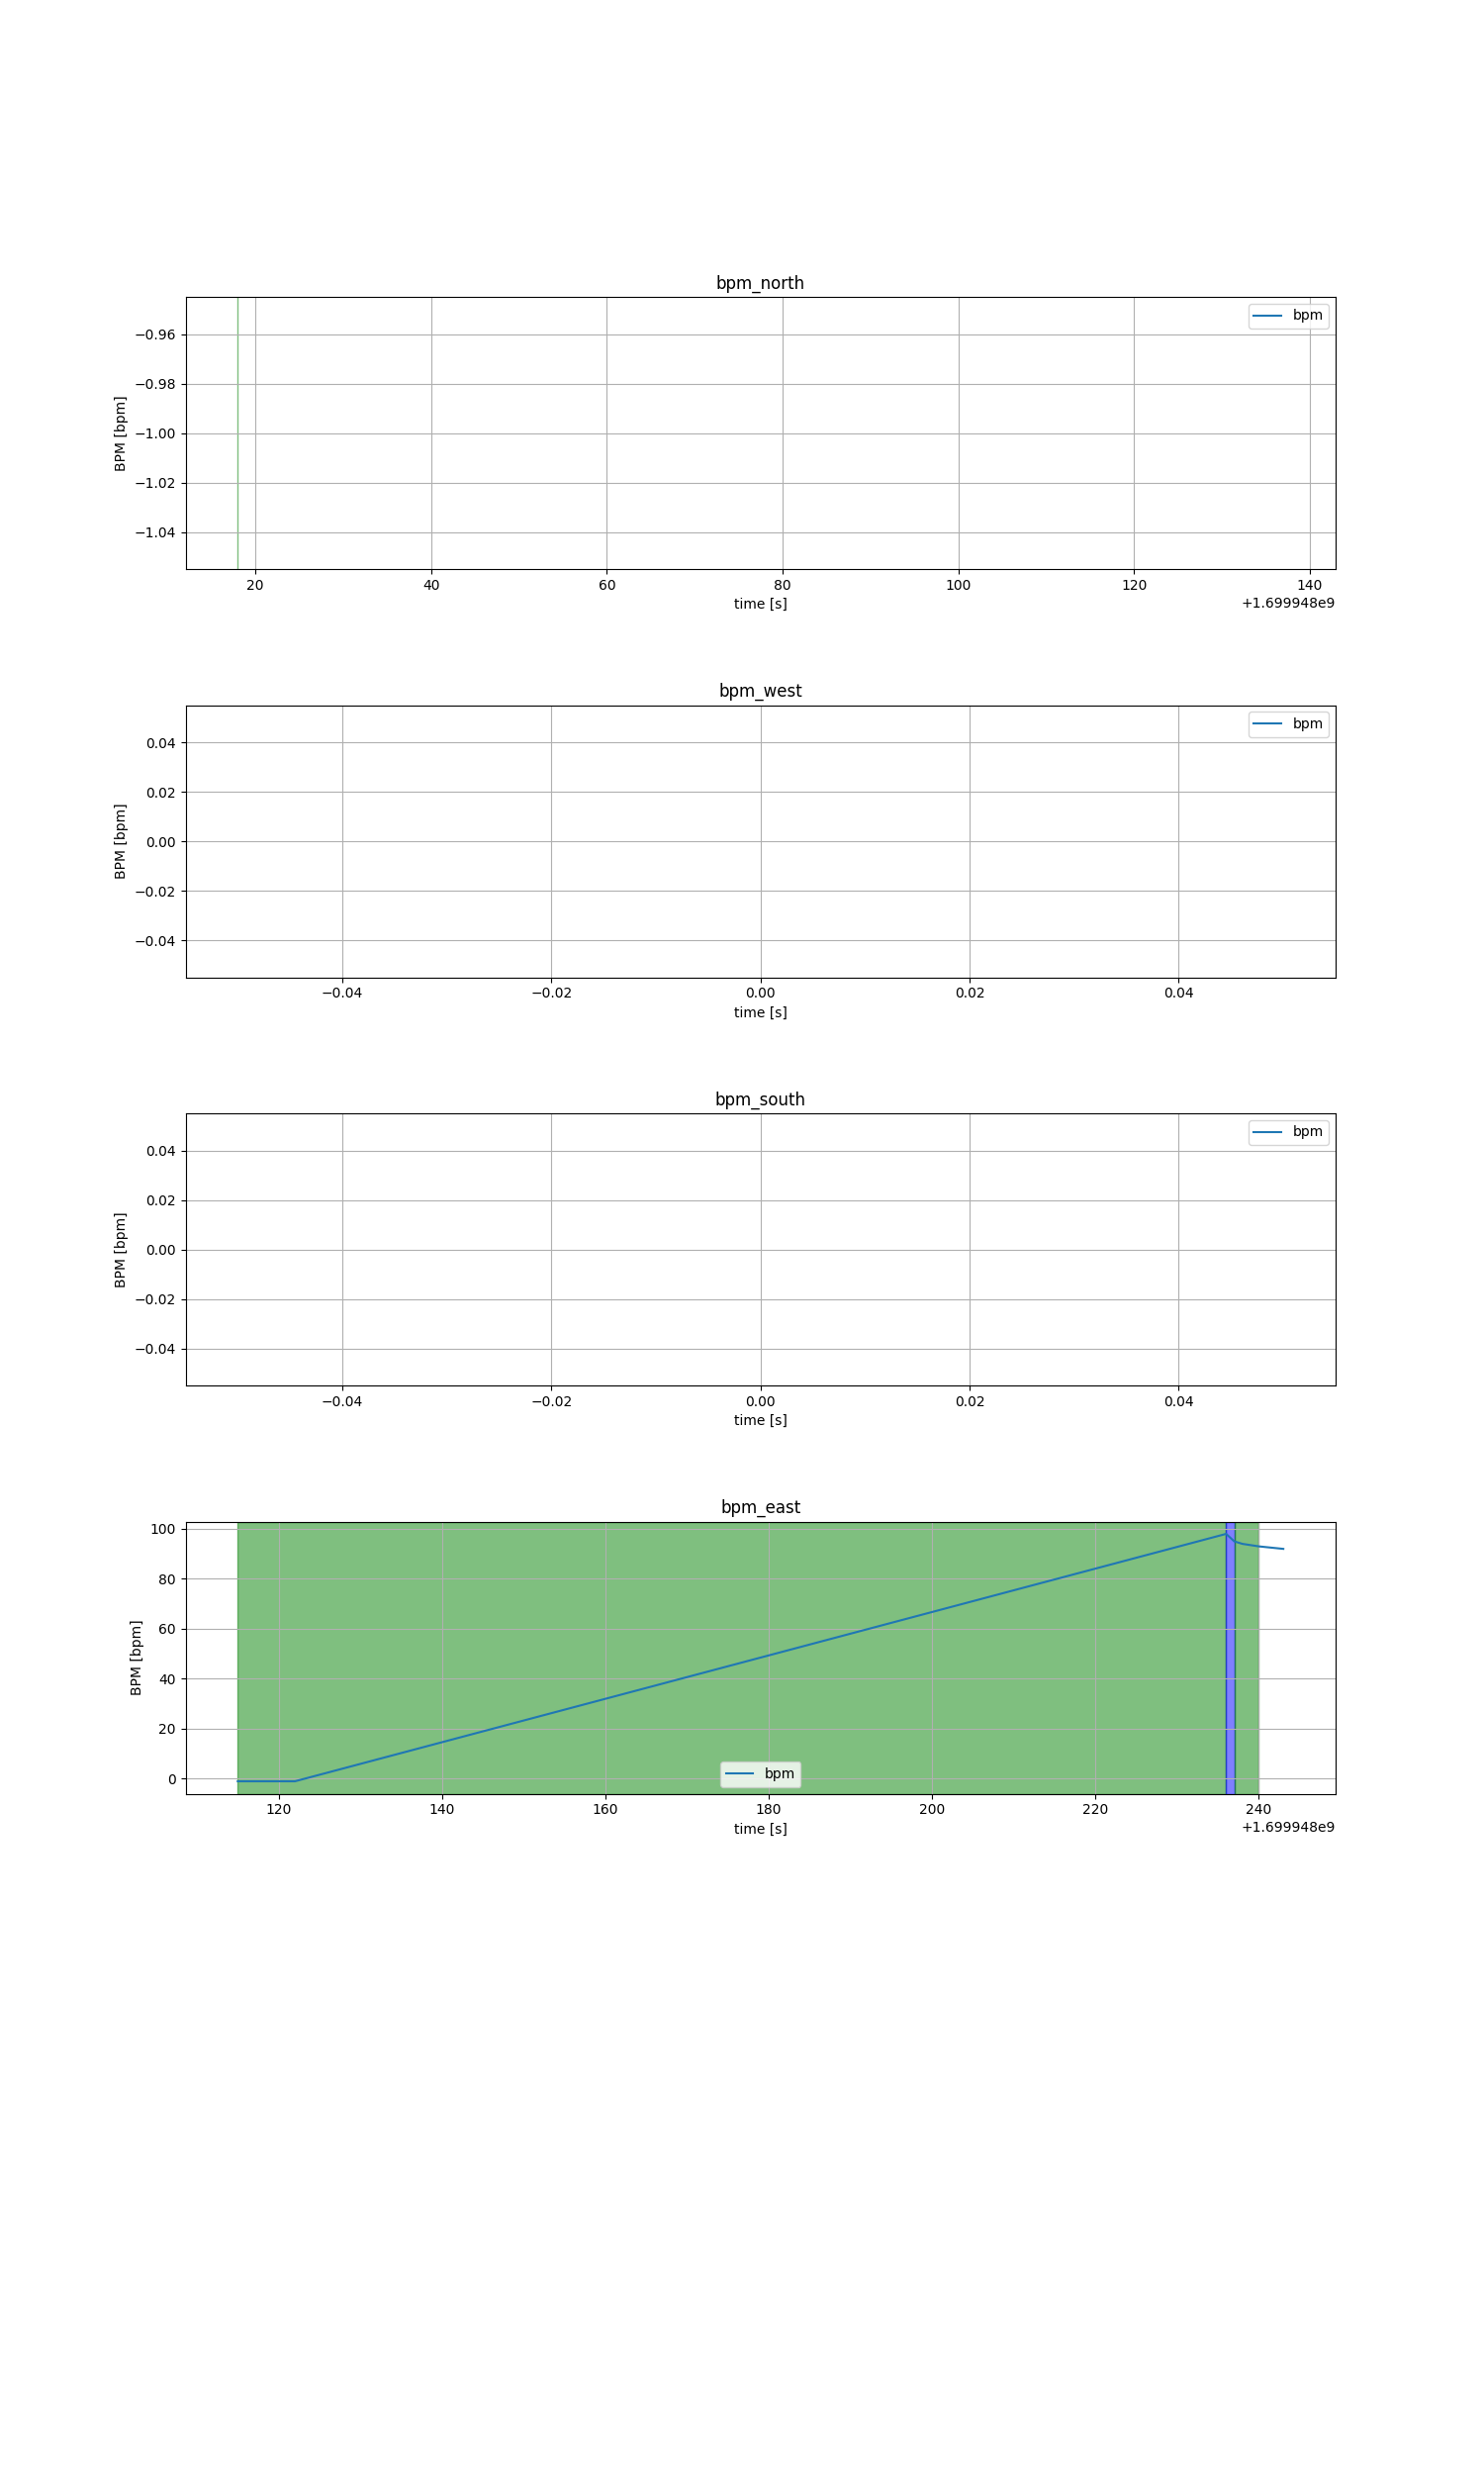 bpm_north
bpm
−0.96
−0.98
−1.00
−1.02
−1.04
BPM [bpm]
20 40 60 80 100 120 140
time [s]
+1.699948e9
bpm_west
bpm
0.04
0.02
0.00
−0.02
−0.04
BPM [bpm]
−0.04 −0.02 0.00 0.02 0.04
time [s]
bpm_south
bpm
0.04
0.02
0.00
−0.02
−0.04
BPM [bpm]
−0.04 −0.02 0.00 0.02 0.04
time [s]
bpm_east
100
80
60
40
20
0
BPM [bpm]
bpm
120 140 160 180 200 220 240
time [s]
+1.699948e9